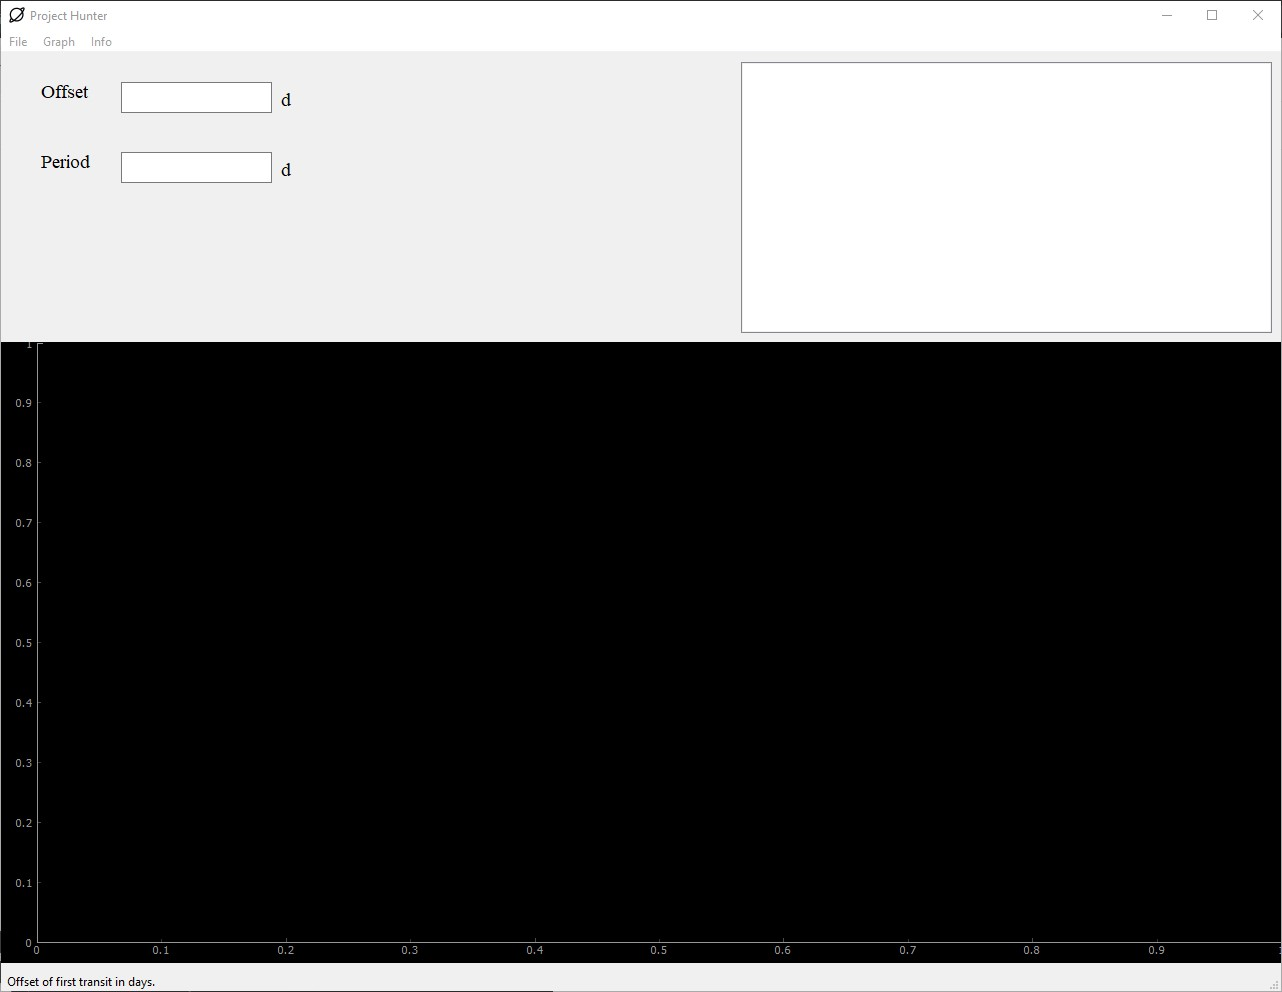 Project Hunter
File Graph Info
Offset d
Period d
1
0.9
0.8
0.7
0.6
0.5
0.4
0.3
0.2
0.1
0
0 0.1 0.2 0.3 0.4 0.5 0.6 0.7 0.8 0.9
Offset of first transit in days.